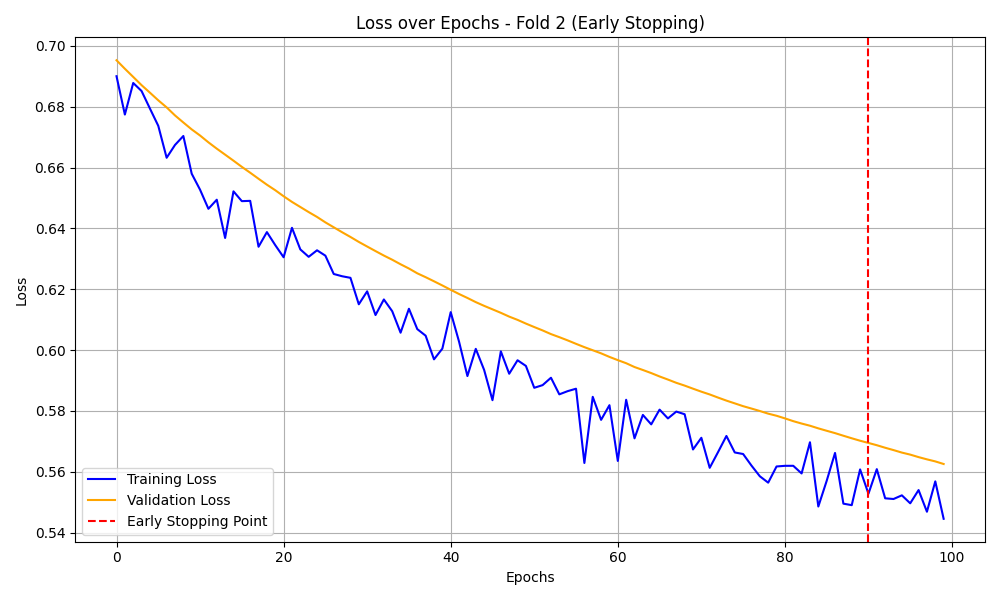 Loss over Epochs - Fold 2 (Early Stopping)
0.70
0.68
0.66
0.64
0.62
0.60
0.58
0.56
0.54
Loss
Training Loss
Validation Loss
Early Stopping Point
0 20 40 60 80 100
Epochs